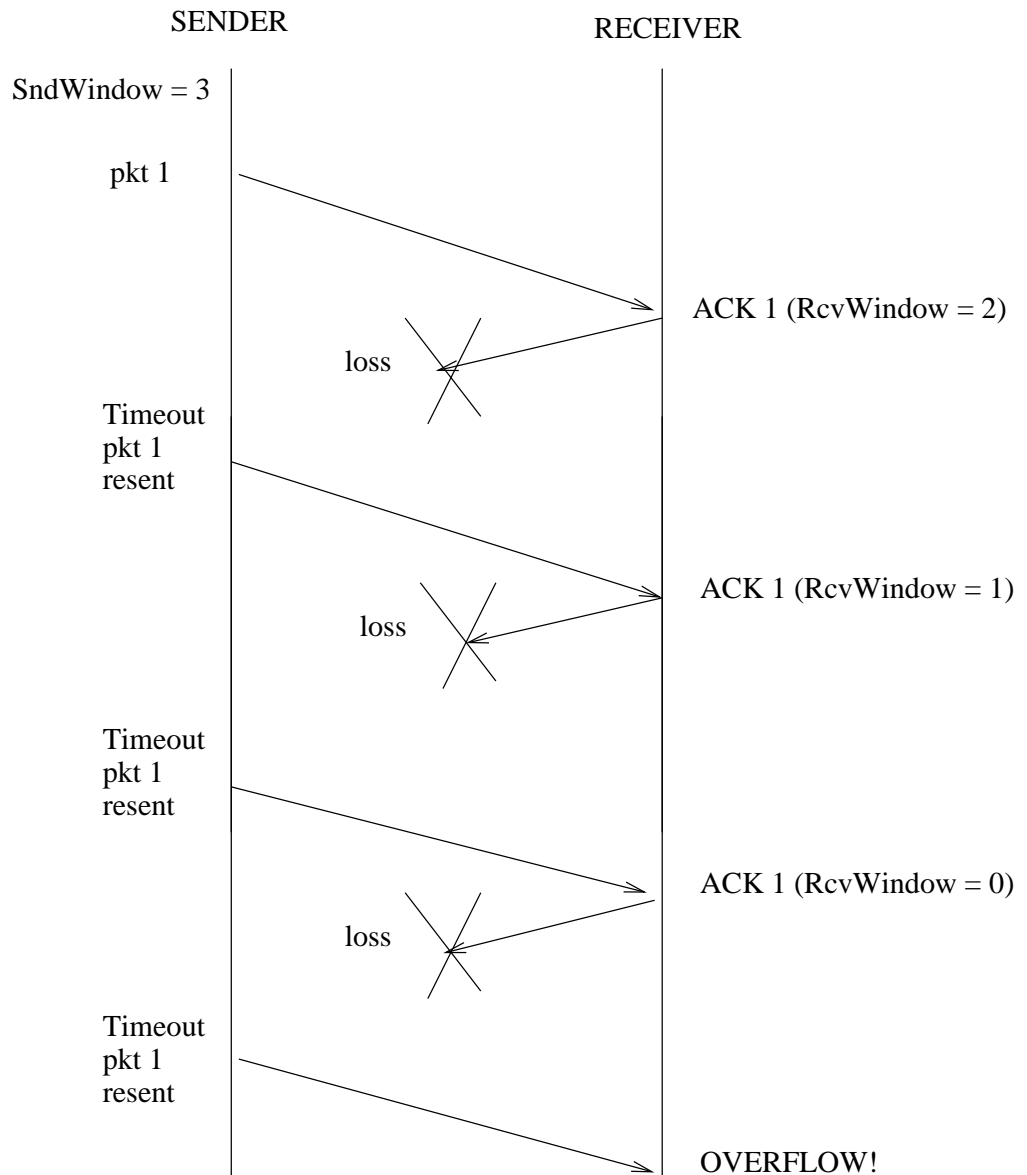 SENDER
RECEIVER
SndWindow = 3
pkt 1
ACK 1 (RcvWindow = 2)
loss
Timeout
pkt 1
resent
ACK 1 (RcvWindow = 1)
loss
Timeout
pkt 1
resent
ACK 1 (RcvWindow = 0)
loss
Timeout
pkt 1
resent
OVERFLOW!